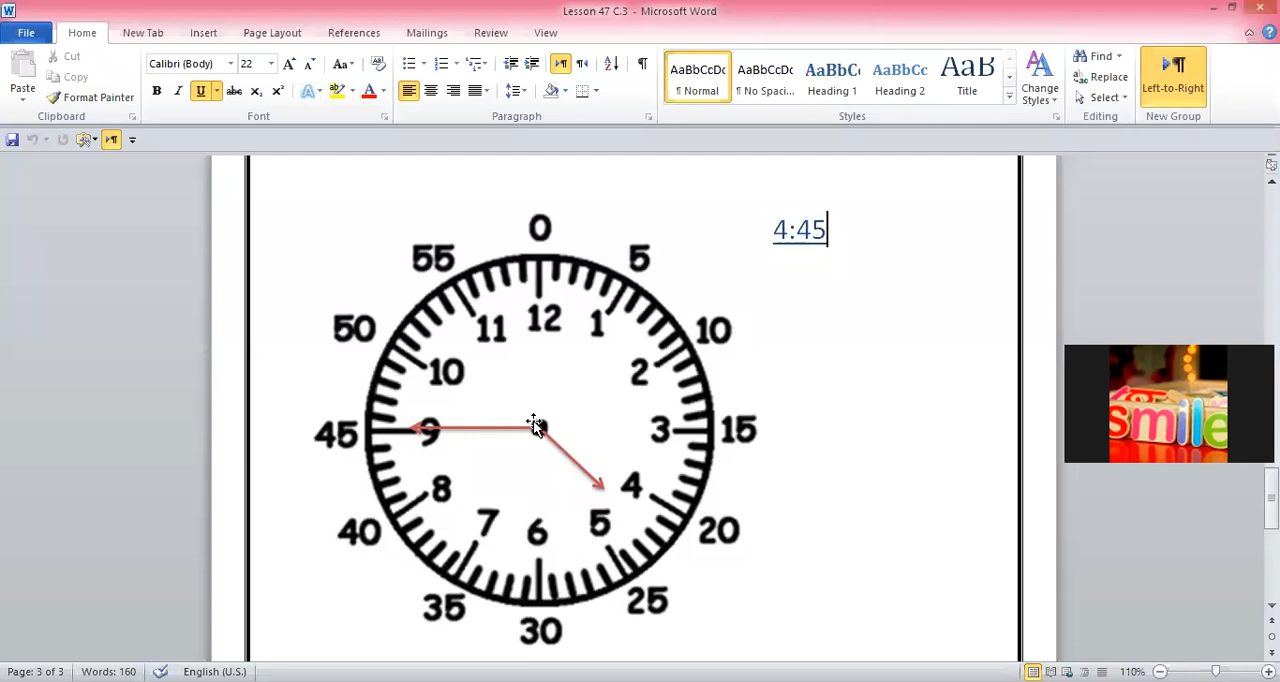 Lesson 47 C.3 - Microsoft Word
File Home New Tab Insert Page Layout References Mailings Review View
Paste
Cut
Copy
Format Painter
Clipboard
Calibri (Body) 22
Font
Paragraph
AaBbCcDc AaBbCcDc AaBbC AaBbCc AaB
¶ Normal ¶ No Spaci... Heading 1 Heading 2 Title
Change
Styles
Styles
Find
Replace
Select
Editing
Left-to-Right
New Group
4:45
0
55 5
50 10
45 15
40 20
35 25
30
12
11 1
10 2
9 3
8 4
7 5
6
smile
Page: 3 of 3 Words: 160 English (U.S.) 110%